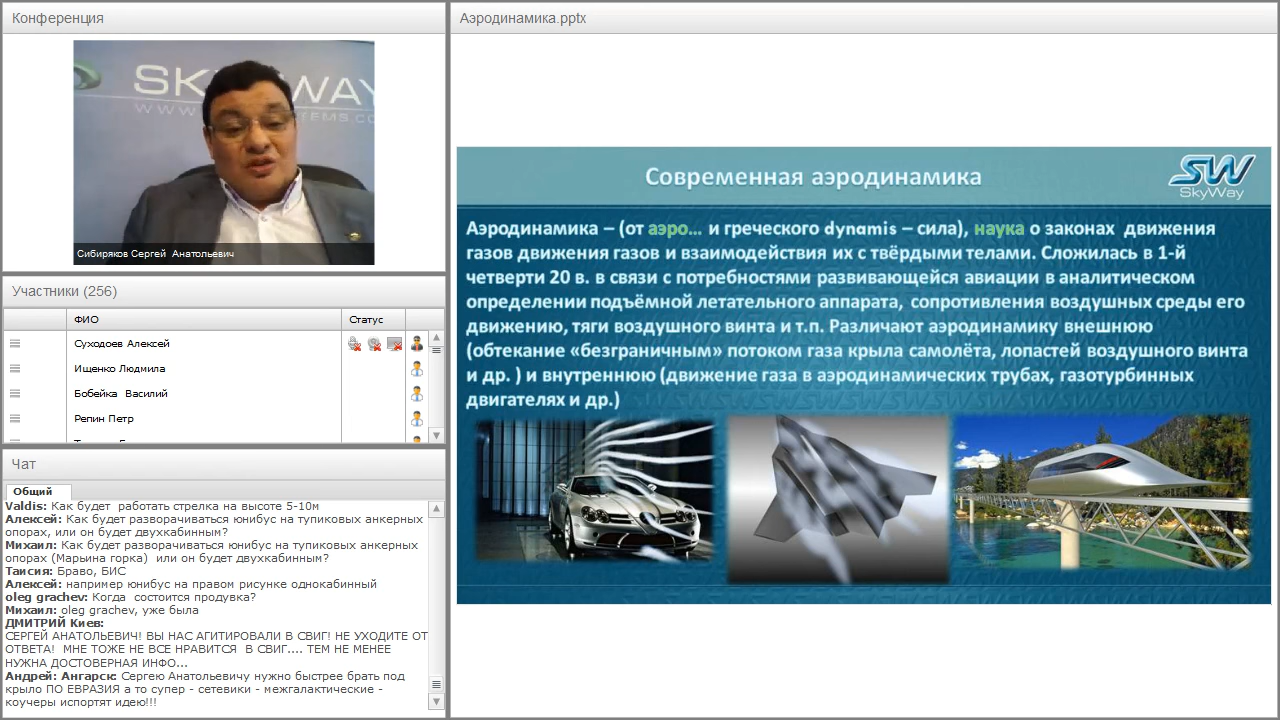 Конференция
SKYWAY
Сибиряков Сергей Анатольевич
Участники (256)
ФИО
Статус
Суходоев Алексей
Ищенко Людмила
Бобейка Василий
Репин Петр
Чат
Общий
Valdis: Как будет работать стрелка на высоте 5-10м
Алексей: Как будет разворачиваться юнибус на тупиковых анкерных
опорах, или он будет двухкабинным?
Михаил: Как будет разворачиваться юнибус на тупиковых анкерных
опорах (Марьина горка) или он будет двухкабинным?
Таисия: Браво, БИС
Алексей: например юнибус на правом рисунке однокабинный
oleg grachev: Когда состоится продувка?
Михаил: oleg grachev, уже была
ДМИТРИЙ Киев:
СЕРГЕЙ АНАТОЛЬЕВИЧ! ВЫ НАС АГИТИРОВАЛИ В СВИГ! НЕ УХОДИТЕ ОТ
ОТВЕТА! МНЕ ТОЖЕ НЕ ВСЕ НРАВИТСЯ В СВИГ.... ТЕМ НЕ МЕНЕЕ
НУЖНА ДОСТОВЕРНАЯ ИНФО...
Андрей: Ангарск: Сергею Анатольевичу нужно быстрее брать под
крыло ПО ЕВРАЗИЯ а то супер - сетевики - межгалактические -
коучеры испортят идею!!!
Аэродинамика.pptx
Современная аэродинамика
SW
SkyWay
Аэродинамика – (от аэро... и греческого dynamis – сила), наука о законах движения
газов движения газов и взаимодействия их с твёрдыми телами. Сложилась в 1-й
четверти 20 в. в связи с потребностями развивающейся авиации в аналитическом
определении подъёмной летательного аппарата, сопротивления воздушных среды его
движению, тяги воздушного винта и т.п. Различают аэродинамику внешнюю
(обтекание «безграничным» потоком газа крыла самолёта, лопастей воздушного винта
и др. ) и внутреннюю (движение газа в аэродинамических трубах, газотурбинных
двигателях и др.)